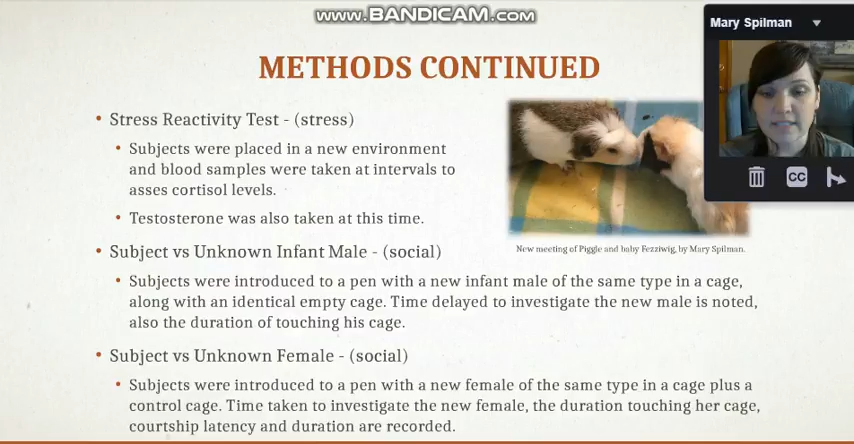 www.BANDICAM.com
Mary Spilman
METHODS CONTINUED
• Stress Reactivity Test - (stress)
• Subjects were placed in a new environment
and blood samples were taken at intervals to
asses cortisol levels.
• Testosterone was also taken at this time.
CC
New meeting of Piggle and baby Fezziwig, by Mary Spilman.
• Subject vs Unknown Infant Male - (social)
• Subjects were introduced to a pen with a new infant male of the same type in a cage,
along with an identical empty cage. Time delayed to investigate the new male is noted,
also the duration of touching his cage.
• Subject vs Unknown Female - (social)
• Subjects were introduced to a pen with a new female of the same type in a cage plus a
control cage. Time taken to investigate the new female, the duration touching her cage,
courtship latency and duration are recorded.